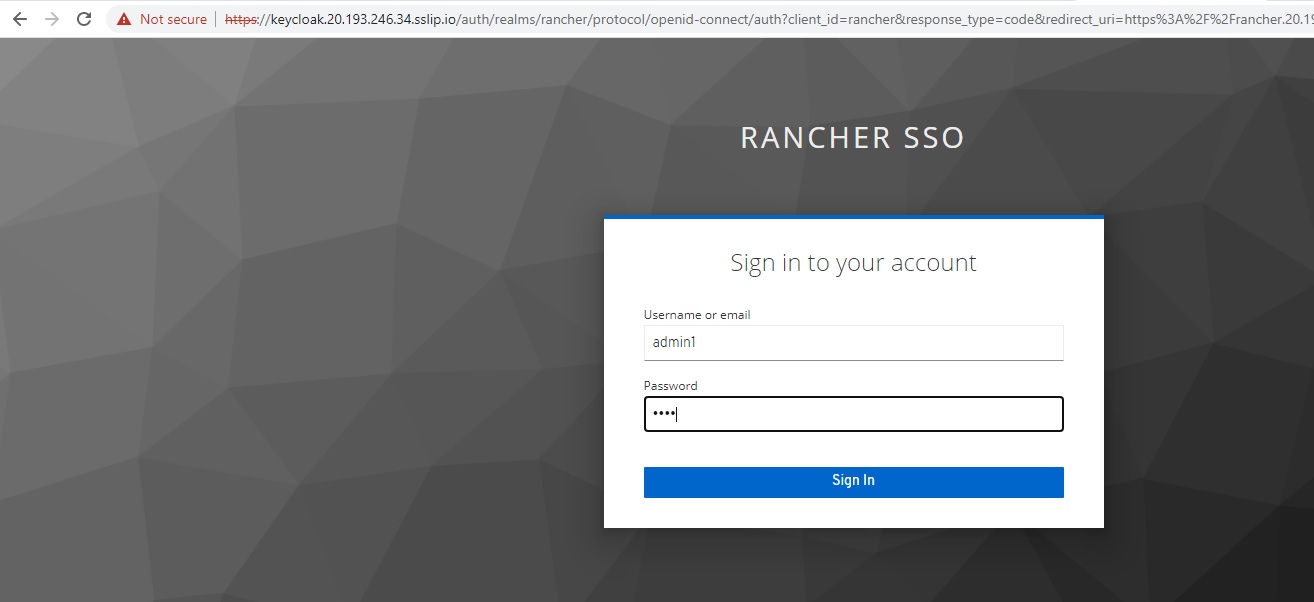 Not secure https://keycloak.20.193.246.34.sslip.io/auth/realms/rancher/protocol/openid-connect/auth?client_id=rancher&response_type=code&redirect_uri=https%3A%2F%2Francher.20.19
RANCHER SSO
Sign in to your account
Username or email
admin1
Password
••••
Sign In